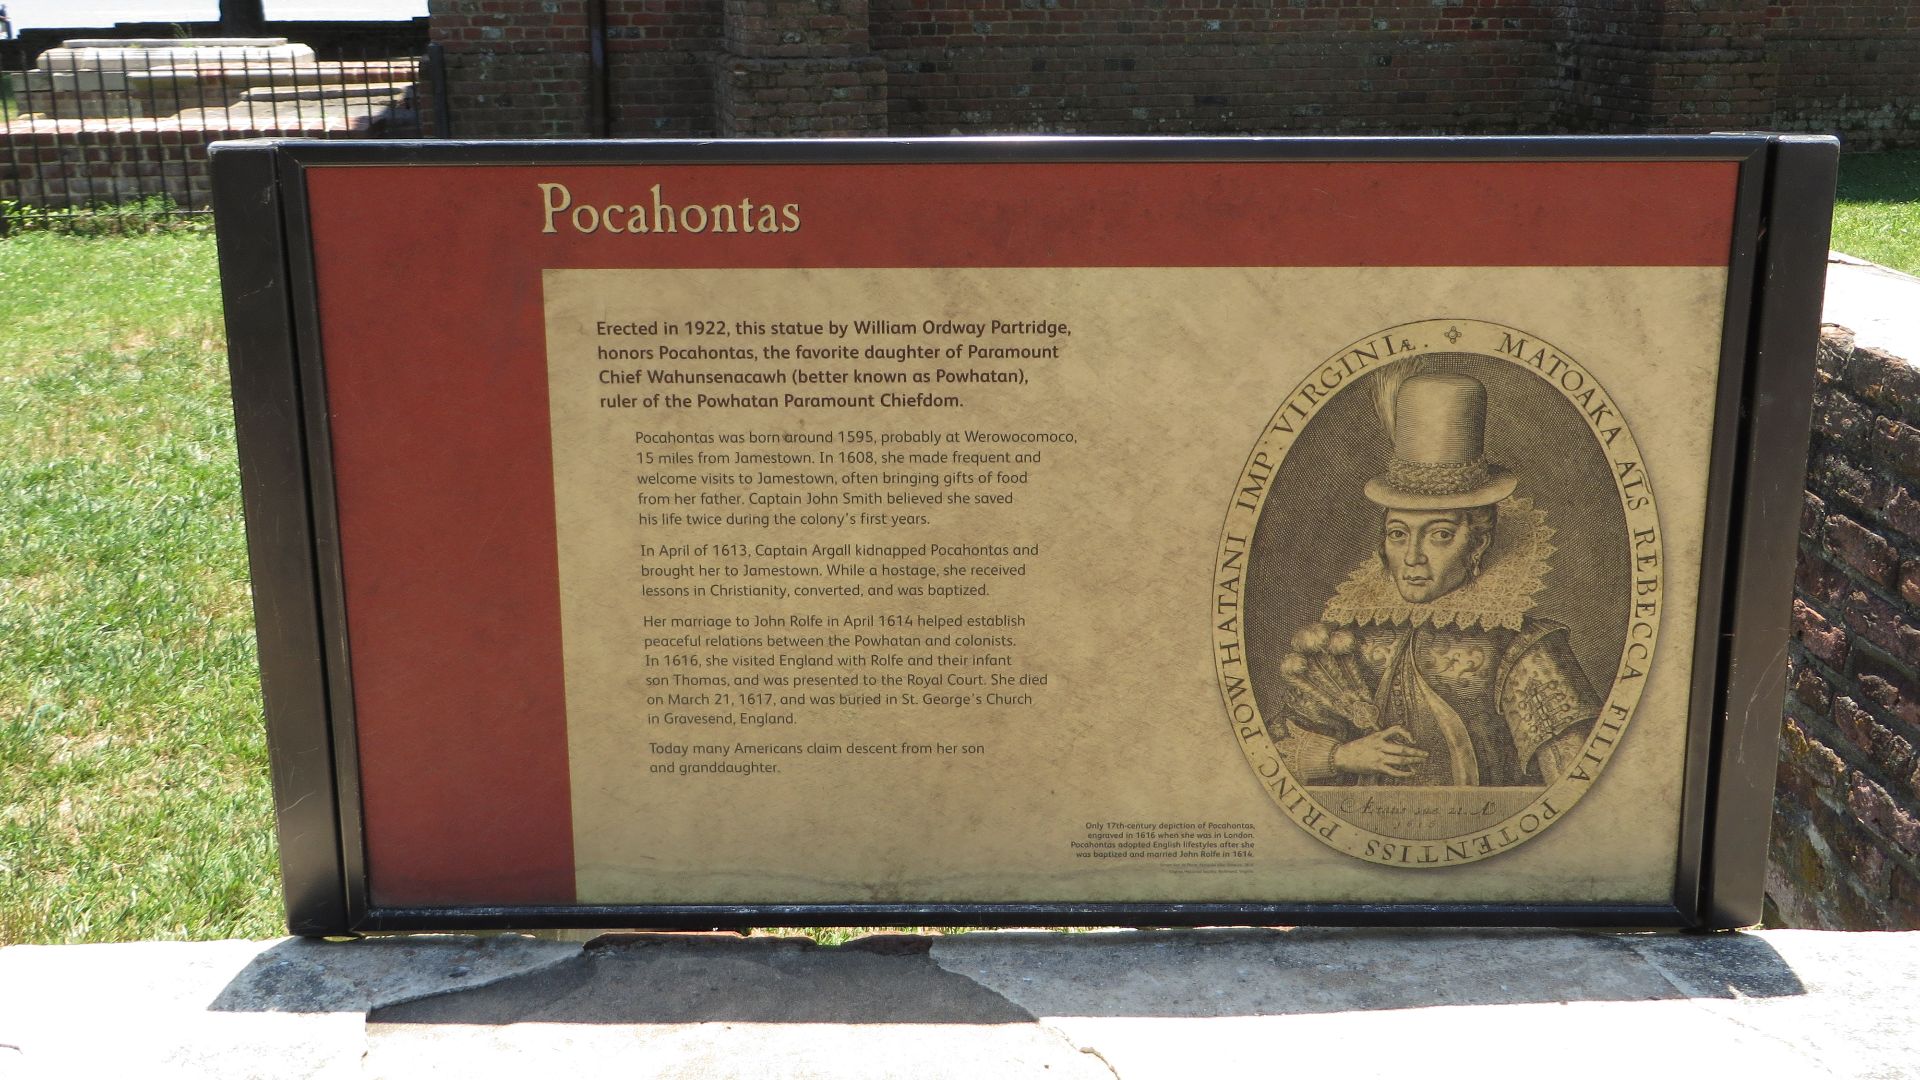 Pocahontas
Erected in 1922, this statue by William Ordway Partridge,
honors Pocahontas, the favorite daughter of Paramount
Chief Wahunsenacawh (better known as Powhatan),
ruler of the Powhatan Paramount Chiefdom.
Pocahontas was born around 1595, probably at Werowocomoco,
15 miles from Jamestown. In 1608, she made frequent and
welcome visits to Jamestown, often bringing gifts of food
from her father. Captain John Smith believed she saved
his life twice during the colony's first years.
In April of 1613, Captain Argall kidnapped Pocahontas and
brought her to Jamestown. While a hostage, she received
lessons in Christianity, converted, and was baptized.
Her marriage to John Rolfe in April 1614 helped establish
peaceful relations between the Powhatan and colonists.
In 1616, she visited England with Rolfe and their infant
son Thomas, and was presented to the Royal Court. She died
on March 21, 1617, and was buried in St. George's Church
in Gravesend, England.
Today many Americans claim descent from her son
and granddaughter.
MATOAKA ALS REBECCA FILIA POTENTISS : PRINC : POWHATANI IMP : VIRGINIÆ .
1616
Only 17th-century depiction of Pocahontas,
engraved in 1616 when she was in London.
Pocahontas adopted English lifestyles after she
was baptized and married John Rolfe in 1614.